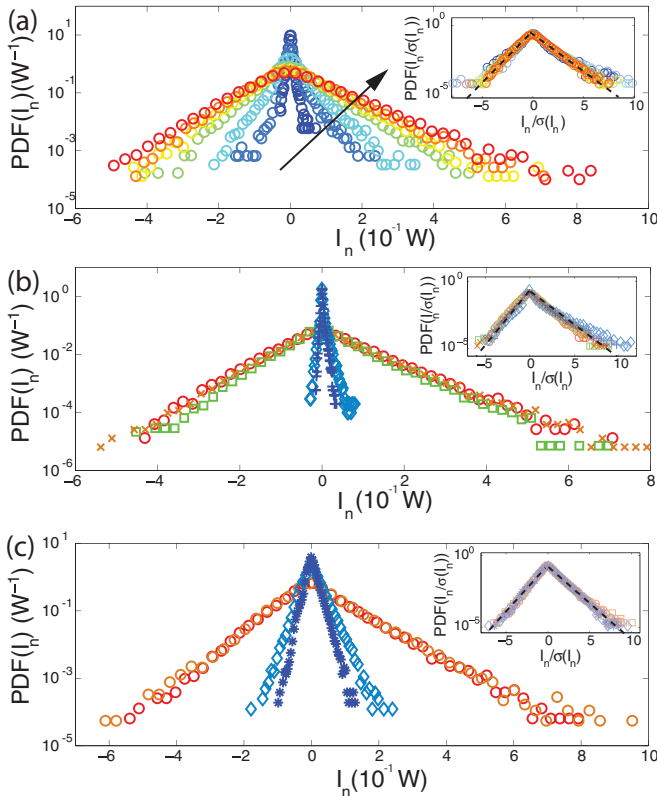 (a)
10^1
10^-1
10^-3
10^-5
PDF(I_n)(W^-1)
−6 −4 −2 0 2 4 6 8 10
I_n (10^-1 W)
10^0
10^-5
PDF(I_n/σ(I_n))
−5 0 5 10
I_n/σ(I_n)
(b)
10^0
10^-2
10^-4
10^-6
PDF(I_n) (W^-1)
−6 −4 −2 0 2 4 6 8
I_n (10^-1 W)
10^0
10^-5
PDF(I_n/σ(I_n))
−5 0 5 10
I_n/σ(I_n)
(c)
10^1
10^-1
10^-3
10^-5
PDF(I_n) (W^-1)
−6 −4 −2 0 2 4 6 8 10
I_n (10^-1 W)
10^0
10^-5
PDF(I_n/σ(I_n))
−5 0 5 10
I_n/σ(I_n)